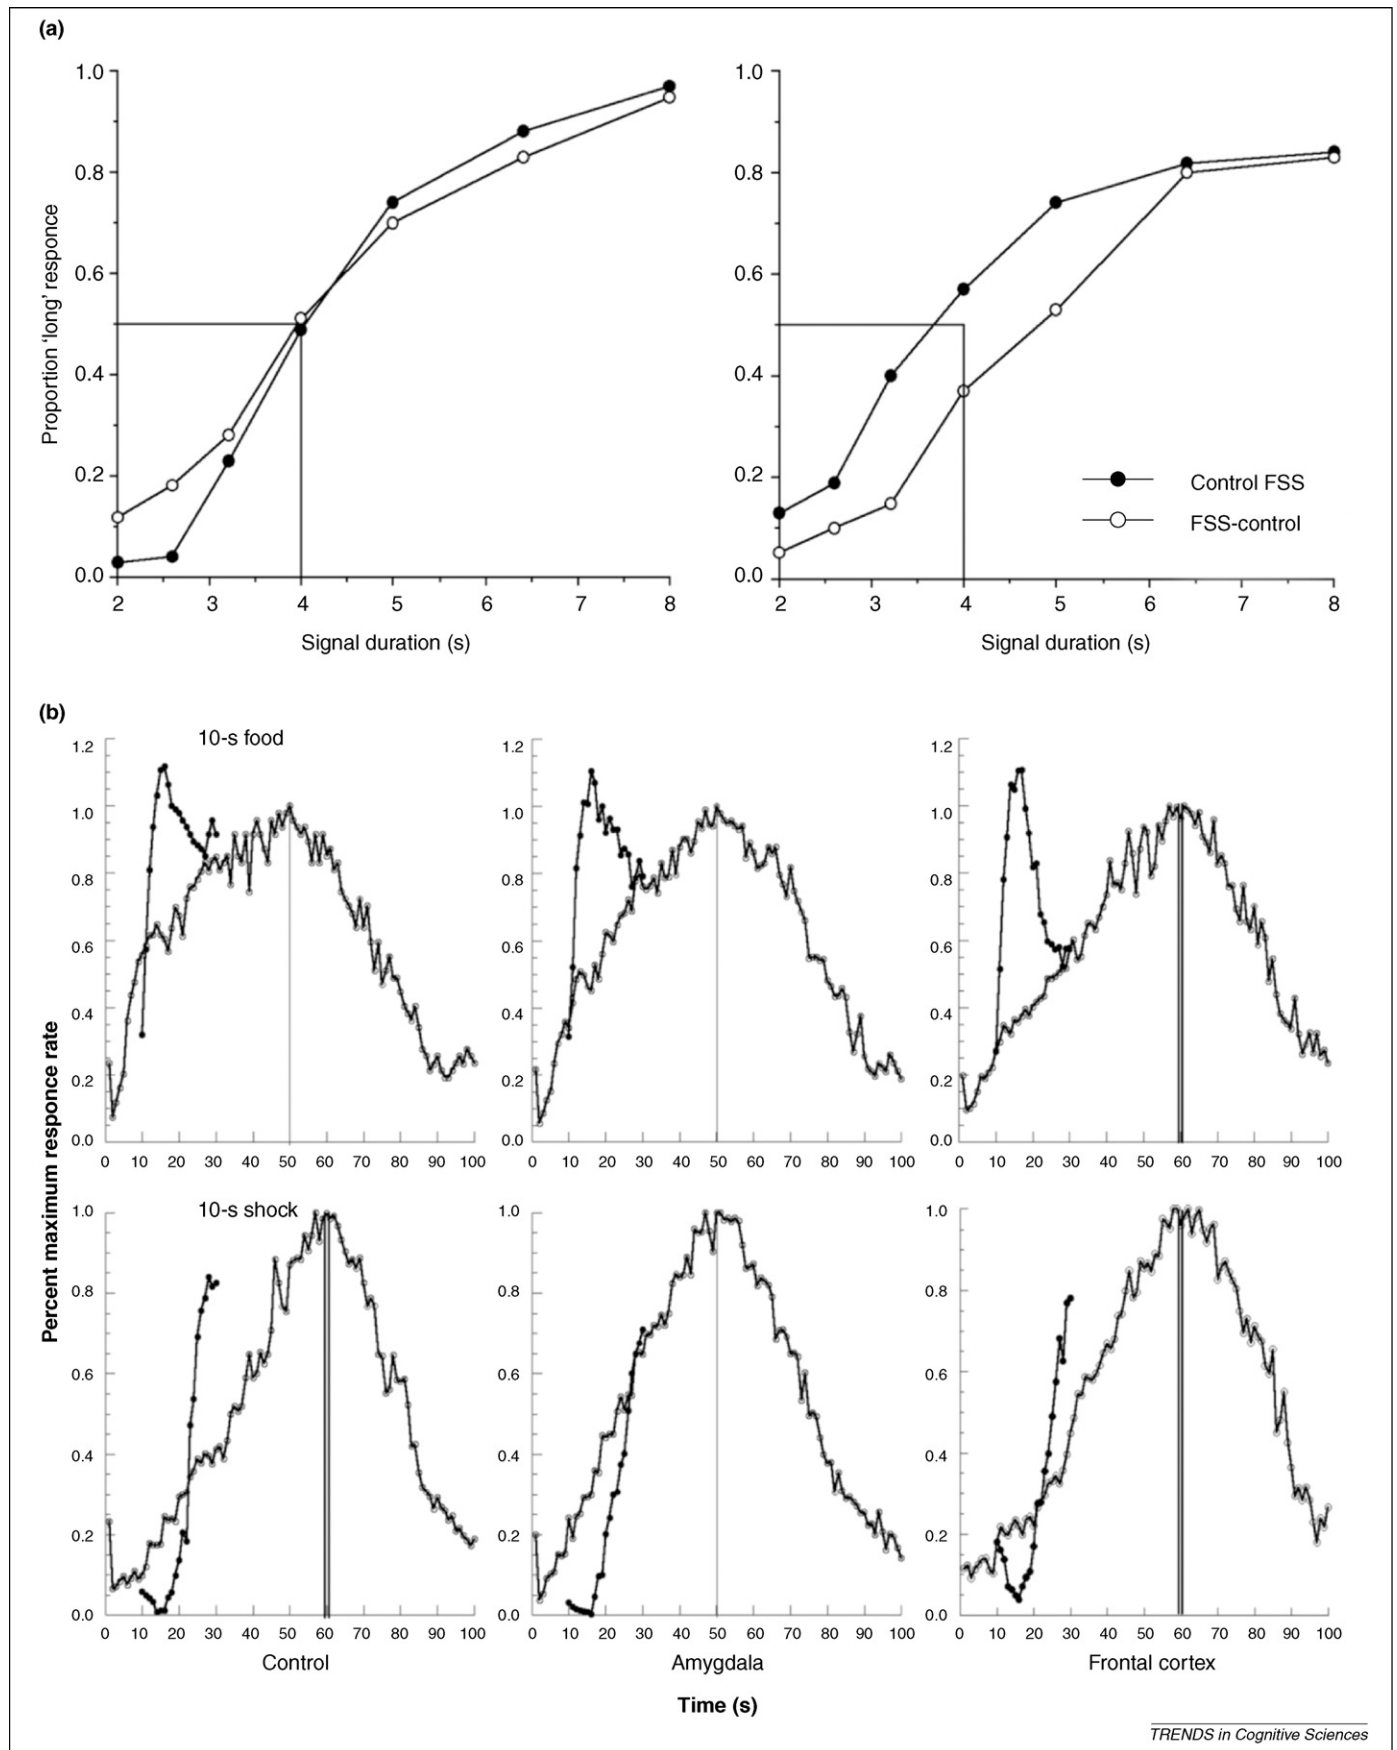 (a)
1.0
0.8
0.6
0.4
0.2
0.0
Proportion 'long' responce
2 3 4 5 6 7 8
Signal duration (s)
1.0
0.8
0.6
0.4
0.2
0.0
Control FSS
FSS-control
2 3 4 5 6 7 8
Signal duration (s)
(b)
Percent maximum responce rate
10-s food
1.2
1.0
0.8
0.6
0.4
0.2
0.0
0 10 20 30 40 50 60 70 80 90 100
1.2
1.0
0.8
0.6
0.4
0.2
0.0
0 10 20 30 40 50 60 70 80 90 100
1.2
1.0
0.8
0.6
0.4
0.2
0.0
0 10 20 30 40 50 60 70 80 90 100
10-s shock
1.0
0.8
0.6
0.4
0.2
0.0
0 10 20 30 40 50 60 70 80 90 100
Control
1.0
0.8
0.6
0.4
0.2
0.0
0 10 20 30 40 50 60 70 80 90 100
Amygdala
1.0
0.8
0.6
0.4
0.2
0.0
0 10 20 30 40 50 60 70 80 90 100
Frontal cortex
Time (s)
TRENDS in Cognitive Sciences